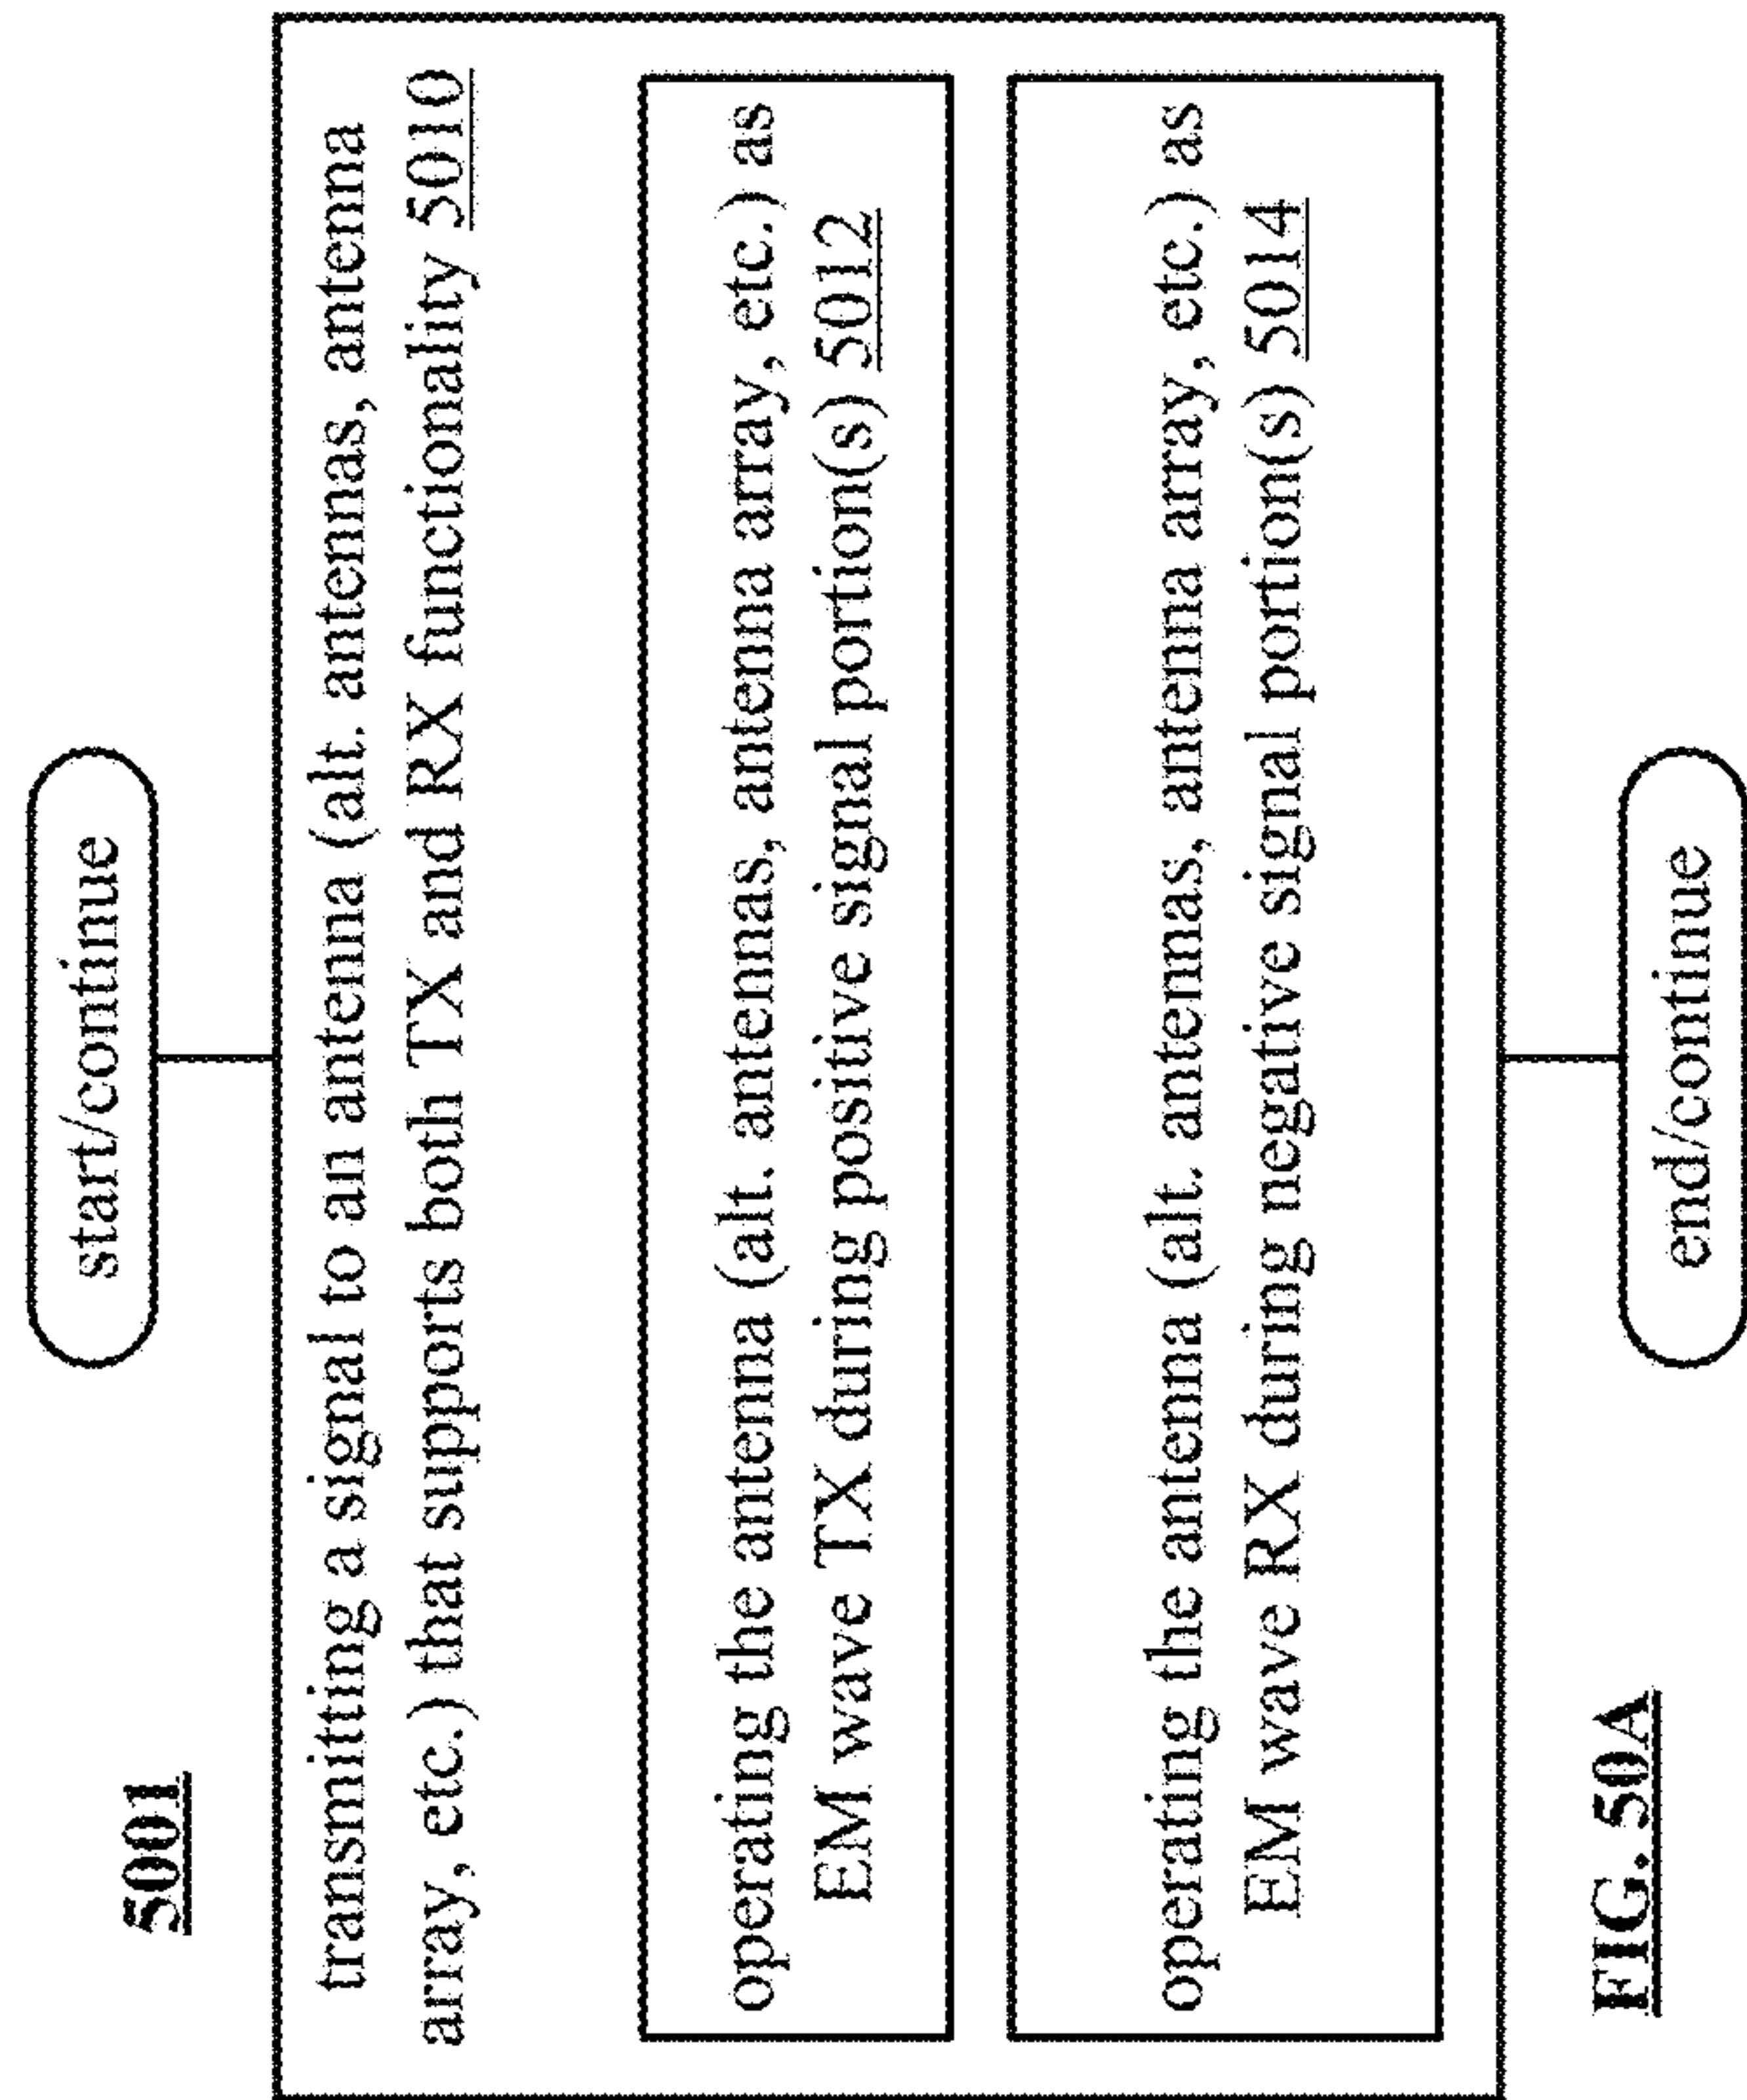 5001
start/continue
transmitting a signal to an antenna (alt. antennas, antenna
array, etc.) that supports both TX and RX functionality 5010
operating the antenna (alt. antennas, antenna array, etc.) as
EM wave TX during positive signal portion(s) 5012
operating the antenna (alt. antennas, antenna array, etc.) as
EM wave RX during negative signal portion(s) 5014
end/continue
FIG. 50A